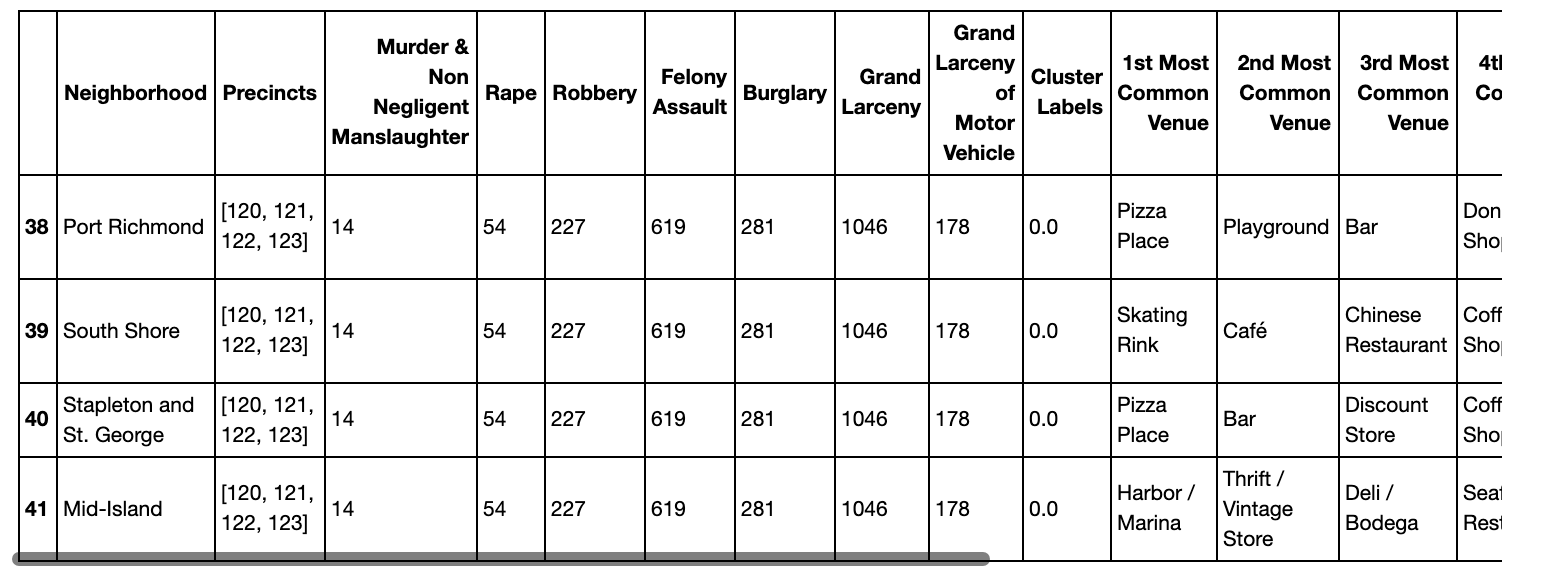 Neighborhood Precincts Murder & Non Negligent Manslaughter Rape Robbery Felony Assault Burglary Grand Larceny Grand Larceny of Motor Vehicle Cluster Labels 1st Most Common Venue 2nd Most Common Venue 3rd Most Common Venue
38 Port Richmond [120, 121, 122, 123] 14 54 227 619 281 1046 178 0.0 Pizza Place Playground Bar
39 South Shore [120, 121, 122, 123] 14 54 227 619 281 1046 178 0.0 Skating Rink Café Chinese Restaurant
40 Stapleton and St. George [120, 121, 122, 123] 14 54 227 619 281 1046 178 0.0 Pizza Place Bar Discount Store
41 Mid-Island [120, 121, 122, 123] 14 54 227 619 281 1046 178 0.0 Harbor / Marina Thrift / Vintage Store Deli / Bodega